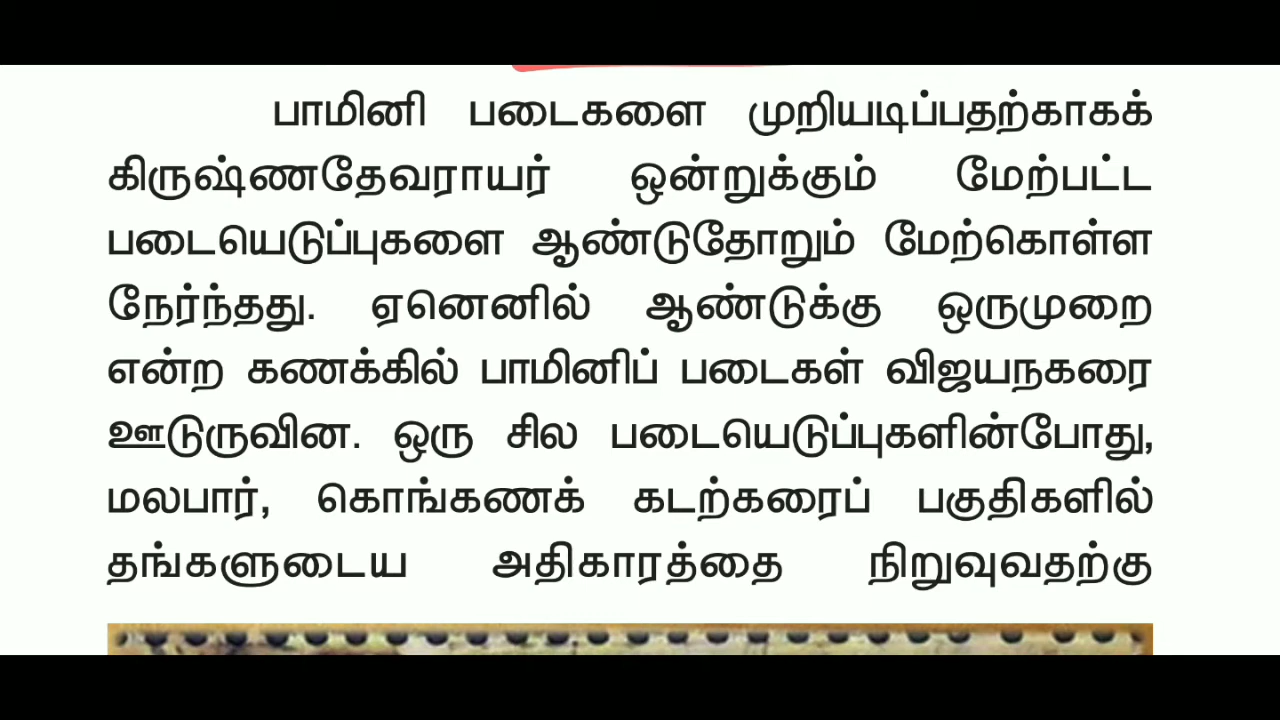 பாமினி படைகளை முறியடிப்பதற்காகக்
கிருஷ்ணதேவராயர் ஒன்றுக்கும் மேற்பட்ட
படையெடுப்புகளை ஆண்டுதோறும் மேற்கொள்ள
நேர்ந்தது. ஏனெனில் ஆண்டுக்கு ஒருமுறை
என்ற கணக்கில் பாமினிப் படைகள் விஜயநகரை
ஊடுருவின. ஒரு சில படையெடுப்புகளின்போது,
மலபார், கொங்கணக் கடற்கரைப் பகுதிகளில்
தங்களுடைய அதிகாரத்தை நிறுவுவதற்கு